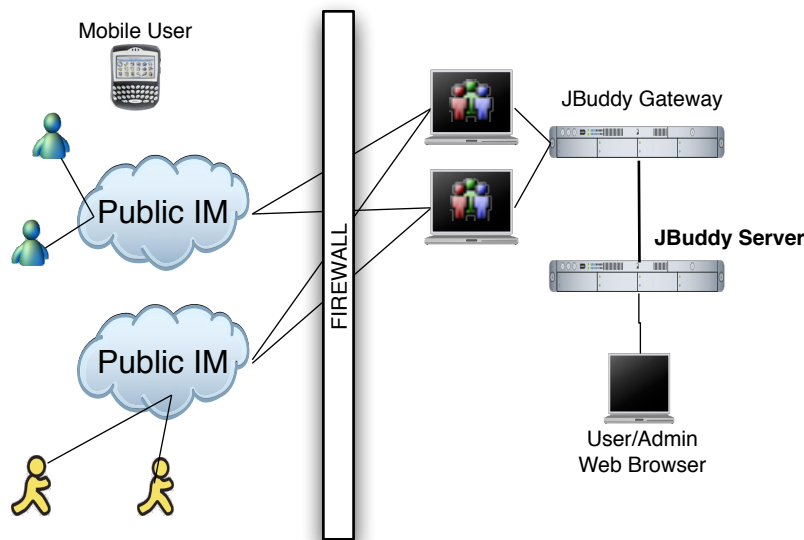 Mobile User
JBuddy Gateway
Public IM
JBuddy Server
FIREWALL
Public IM
User/Admin
Web Browser